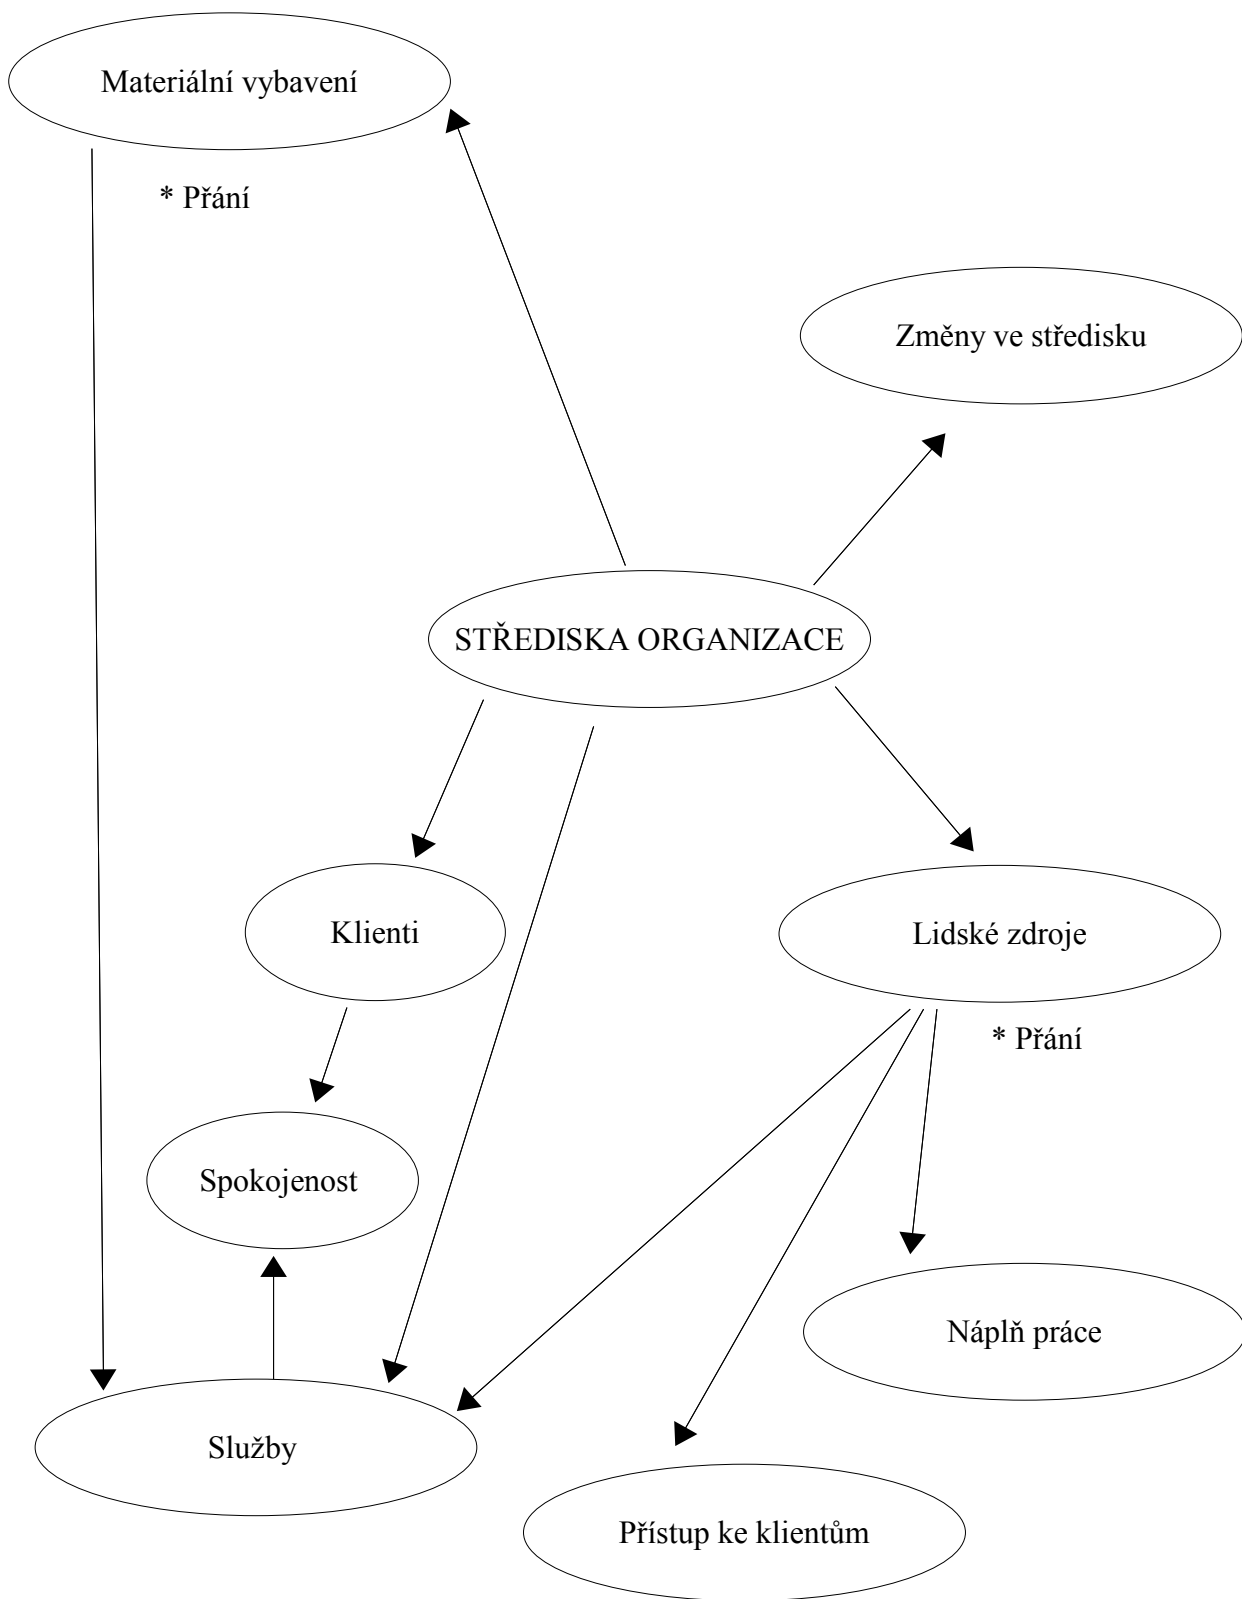 Materiální vybavení
* Přání
Změny ve středisku
STŘEDISKA ORGANIZACE
Klienti
Lidské zdroje
* Přání
Spokojenost
Náplň práce
Služby
Přístup ke klientům